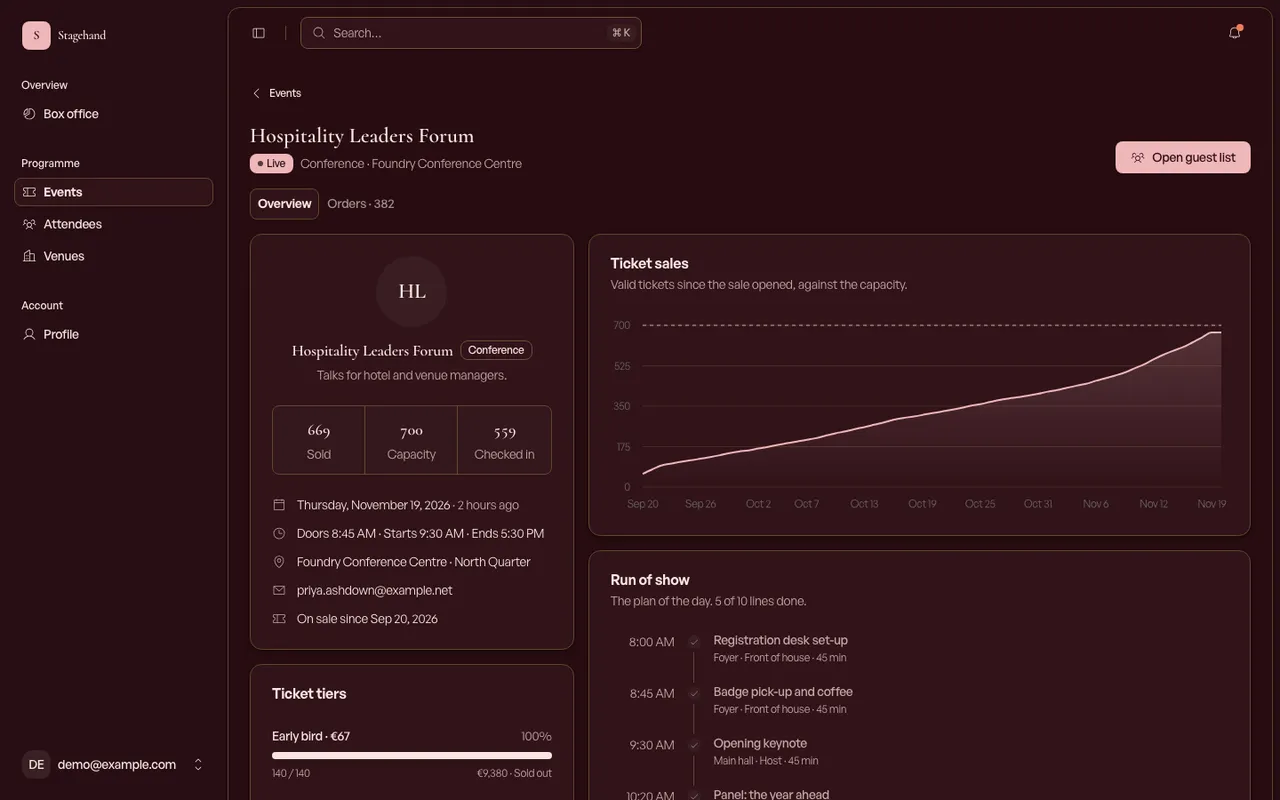 S Stagehand
Overview
Box office
Programme
Events
Attendees
Venues
Account
Profile
DE demo@example.com
Search... ⌘ K
Events
Hospitality Leaders Forum
Live Conference · Foundry Conference Centre
Open guest list
Overview Orders · 382
HL
Hospitality Leaders Forum Conference
Talks for hotel and venue managers.
669 700 559
Sold Capacity Checked in
Thursday, November 19, 2026 · 2 hours ago
Doors 8:45 AM · Starts 9:30 AM · Ends 5:30 PM
Foundry Conference Centre · North Quarter
priya.ashdown@example.net
On sale since Sep 20, 2026
Ticket tiers
Early bird · €67 100%
140 / 140 €9,380 · Sold out
Ticket sales
Valid tickets since the sale opened, against the capacity.
700
525
350
175
0
Sep 20 Sep 26 Oct 2 Oct 7 Oct 13 Oct 19 Oct 25 Oct 31 Nov 6 Nov 12 Nov 19
Run of show
The plan of the day. 5 of 10 lines done.
8:00 AM Registration desk set-up
Foyer · Front of house · 45 min
8:45 AM Badge pick-up and coffee
Foyer · Front of house · 45 min
9:30 AM Opening keynote
Main hall · Host · 45 min
10:20 AM Panel: the year ahead